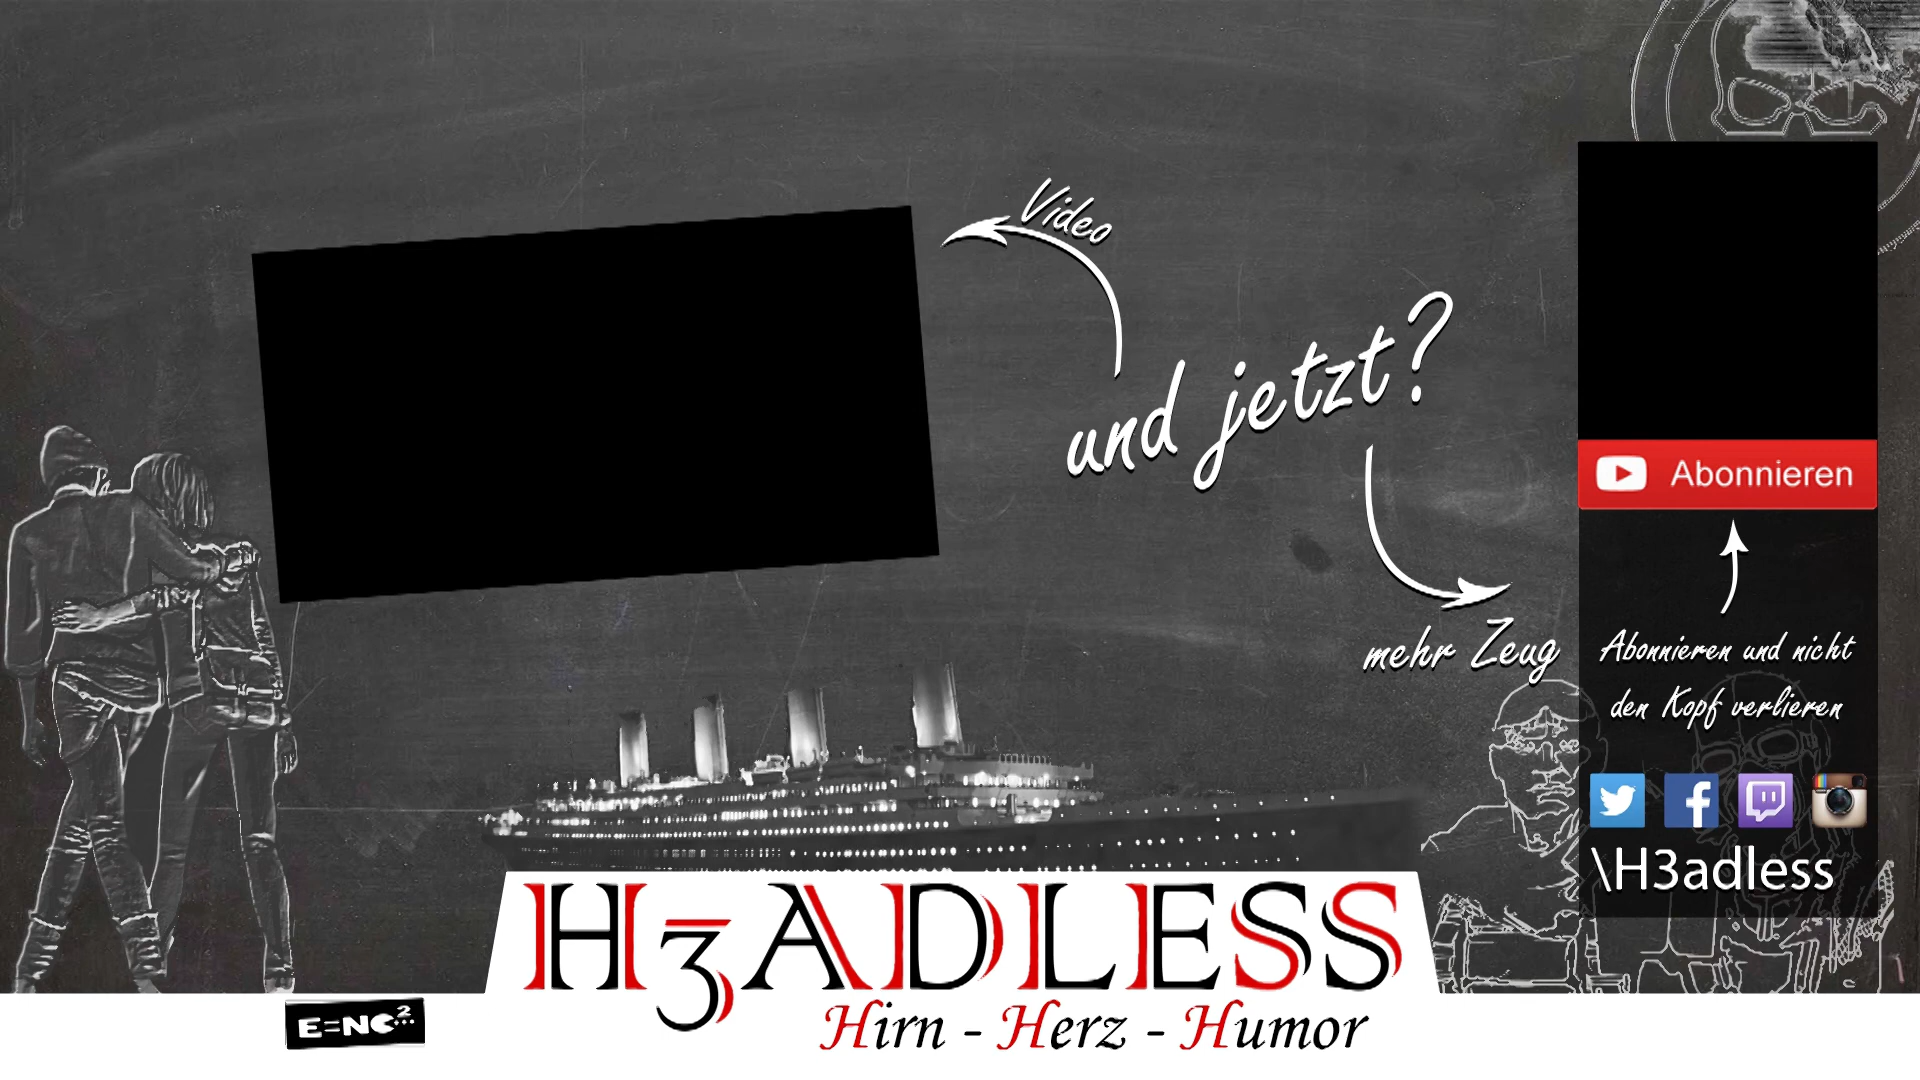 Video
und jetzt?
mehr Zeug
Abonnieren
Abonnieren und nicht
den Kopf verlieren
\H3adless
H3ADLESS
Hirn - Herz - Humor
E=NC²...